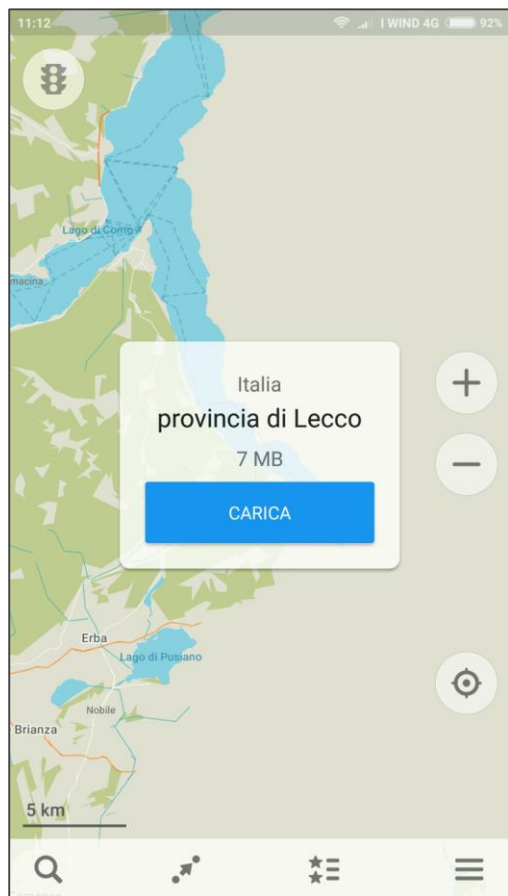 11:12
I WIND 4G 92%
Lago di Como
macina
Italia
provincia di Lecco
7 MB
CARICA
Erba
Lago di Pusiano
Nobile
Brianza
5 km